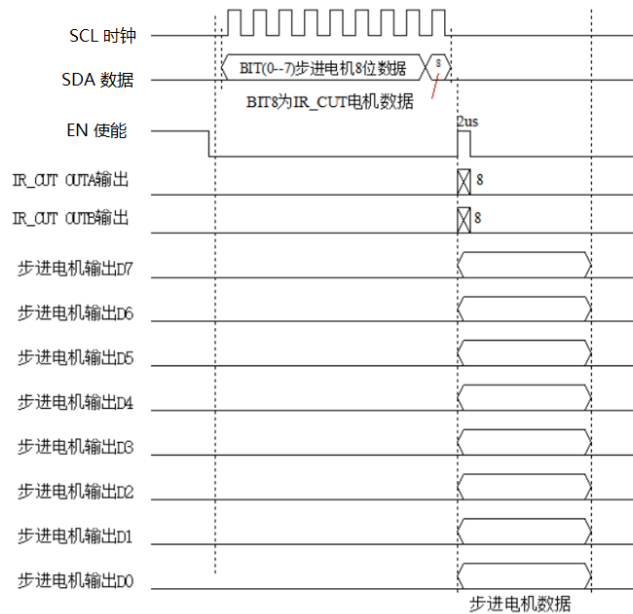 SCL 时钟
BIT(0--7)步进电机8位数据
8
SDA 数据
BIT8为IR_CUT电机数据
EN 使能
2us
IR_CUT OUTA输出
8
IR_CUT OUTB输出
8
步进电机输出D7
步进电机输出D6
步进电机输出D5
步进电机输出D4
步进电机输出D3
步进电机输出D2
步进电机输出D1
步进电机输出D0
步进电机数据